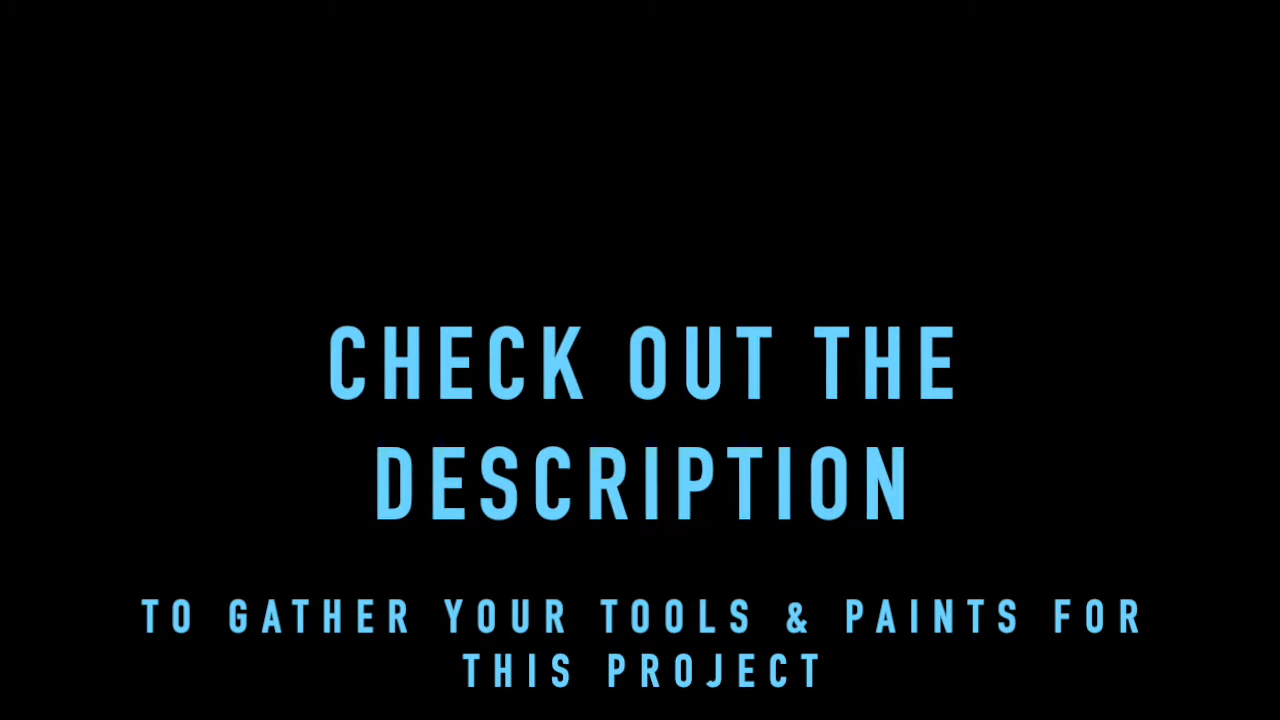 CHECK OUT THE
DESCRIPTION
TO GATHER YOUR TOOLS & PAINTS FOR
THIS PROJECT